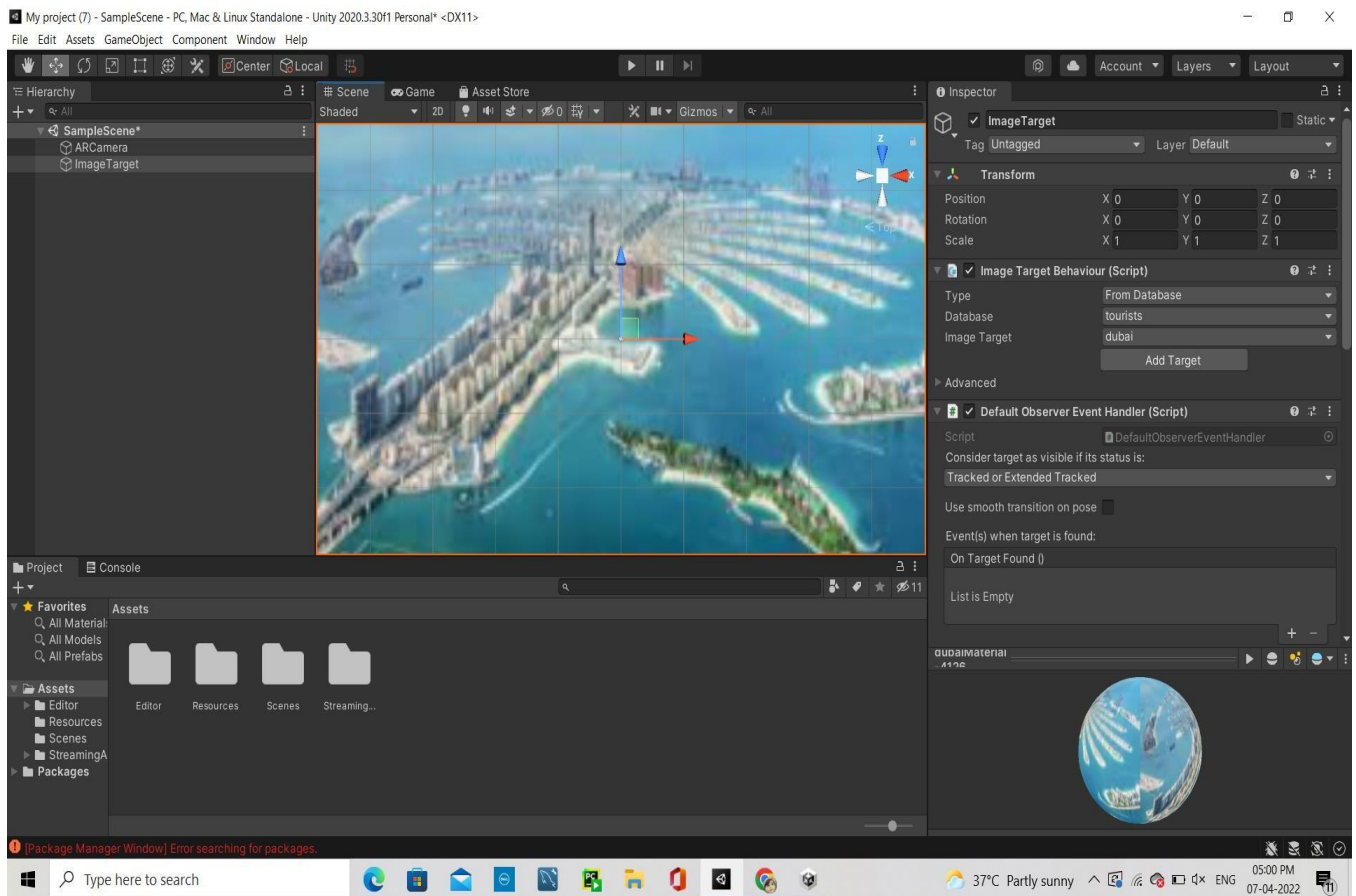 My project (7) - SampleScene - PC, Mac & Linux Standalone - Unity 2020.3.30f1 Personal* <DX11>
File Edit Assets GameObject Component Window Help
Center Local Account Layers Layout
Hierarchy
All
SampleScene*
ARCamera
ImageTarget
Scene Game Asset Store
Shaded 2D 0 Gizmos All
z
x
Top
Inspector
ImageTarget Static
Tag Untagged Layer Default
Transform
Position X 0 Y 0 Z 0
Rotation X 0 Y 0 Z 0
Scale X 1 Y 1 Z 1
Image Target Behaviour (Script)
Type From Database
Database tourists
Image Target dubai
Add Target
Advanced
# Default Observer Event Handler (Script)
Script DefaultObserverEventHandler
Consider target as visible if its status is:
Tracked or Extended Tracked
Use smooth transition on pose
Event(s) when target is found:
On Target Found ()
List is Empty
+ -
dubaiMaterial
Project Console
11
Favorites
All Material
All Models
All Prefabs
Assets
Editor
Resources
Scenes
StreamingA
Packages
Assets
Editor Resources Scenes Streaming...
[Package Manager Window] Error searching for packages.
Type here to search
PC
37°C Partly sunny ENG
05:00 PM
07-04-2022
11